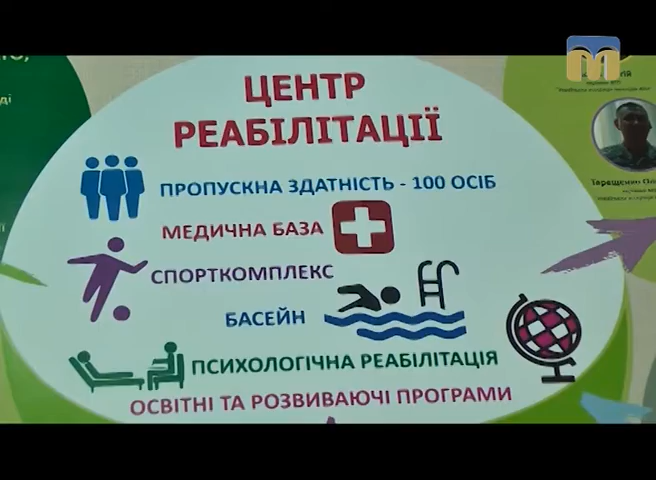 ЦЕНТР
РЕАБІЛІТАЦІЇ
ПРОПУСКНА ЗДАТНІСТЬ - 100 ОСІБ
МЕДИЧНА БАЗА
СПОРТКОМПЛЕКС
БАСЕЙН
ПСИХОЛОГІЧНА РЕАБІЛІТАЦІЯ
ОСВІТНІ ТА РОЗВИВАЮЧІ ПРОГРАМИ